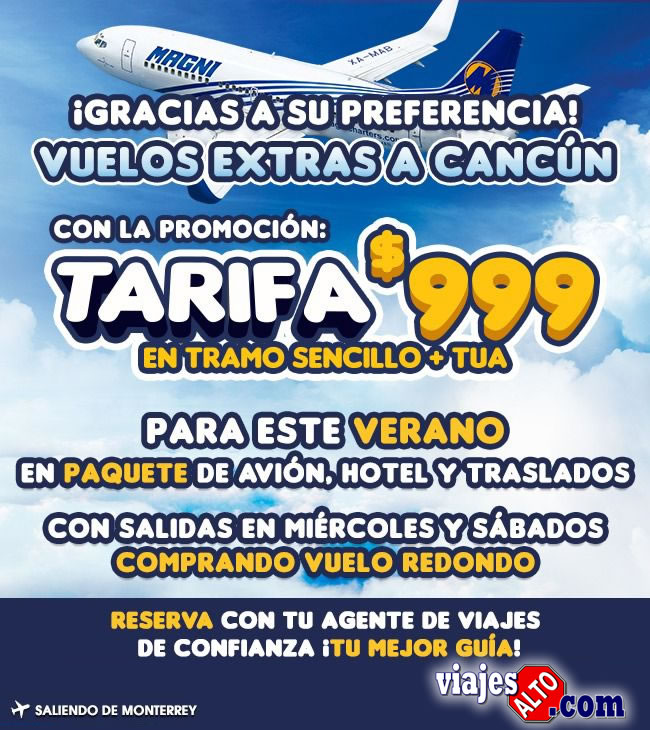 MAGNI
XA-MAB
¡GRACIAS A SU PREFERENCIA!
charters.com
VUELOS EXTRAS A CANCÚN
CON LA PROMOCIÓN:
TARIFA $999
EN TRAMO SENCILLO + TUA
PARA ESTE VERANO
EN PAQUETE DE AVIÓN, HOTEL Y TRASLADOS
CON SALIDAS EN MIÉRCOLES Y SÁBADOS
COMPRANDO VUELO REDONDO
RESERVA CON TU AGENTE DE VIAJES
DE CONFIANZA ¡TU MEJOR GUÍA!
viajes ALTO .com
SALIENDO DE MONTERREY